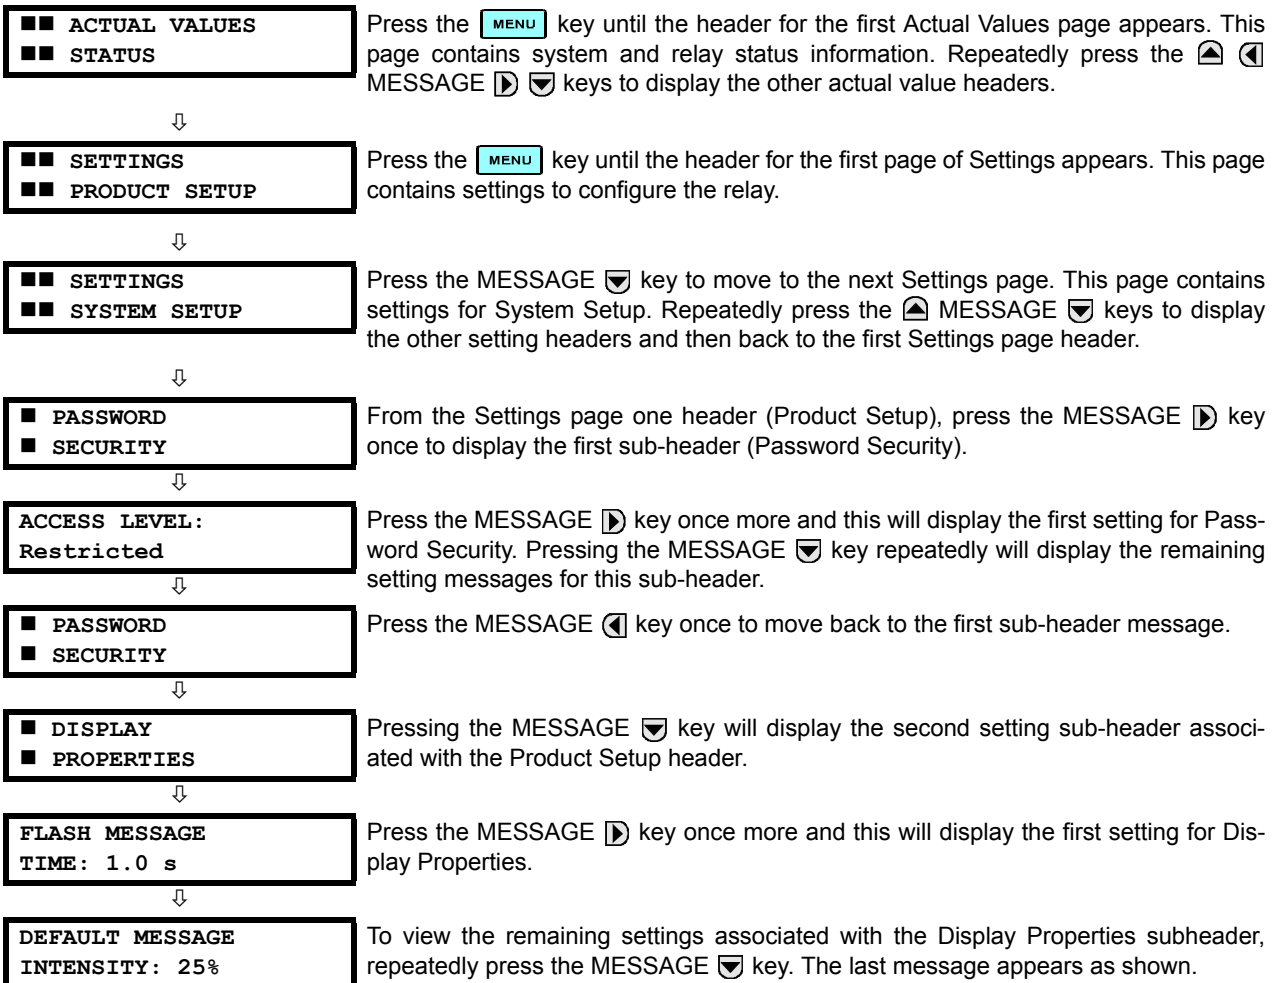 ■■ ACTUAL VALUES
■■ STATUS
Press the MENU key until the header for the first Actual Values page appears. This
page contains system and relay status information. Repeatedly press the
MESSAGE keys to display the other actual value headers.
⇩
■■ SETTINGS
■■ PRODUCT SETUP
Press the MENU key until the header for the first page of Settings appears. This page
contains settings to configure the relay.
⇩
■■ SETTINGS
■■ SYSTEM SETUP
Press the MESSAGE key to move to the next Settings page. This page contains
settings for System Setup. Repeatedly press the MESSAGE keys to display
the other setting headers and then back to the first Settings page header.
⇩
■ PASSWORD
■ SECURITY
From the Settings page one header (Product Setup), press the MESSAGE key
once to display the first sub-header (Password Security).
⇩
ACCESS LEVEL:
Restricted
Press the MESSAGE key once more and this will display the first setting for Pass-
word Security. Pressing the MESSAGE key repeatedly will display the remaining
setting messages for this sub-header.
⇩
■ PASSWORD
■ SECURITY
Press the MESSAGE key once to move back to the first sub-header message.
⇩
■ DISPLAY
■ PROPERTIES
Pressing the MESSAGE key will display the second setting sub-header associ-
ated with the Product Setup header.
⇩
FLASH MESSAGE
TIME: 1.0 s
Press the MESSAGE key once more and this will display the first setting for Dis-
play Properties.
⇩
DEFAULT MESSAGE
INTENSITY: 25%
To view the remaining settings associated with the Display Properties subheader,
repeatedly press the MESSAGE key. The last message appears as shown.